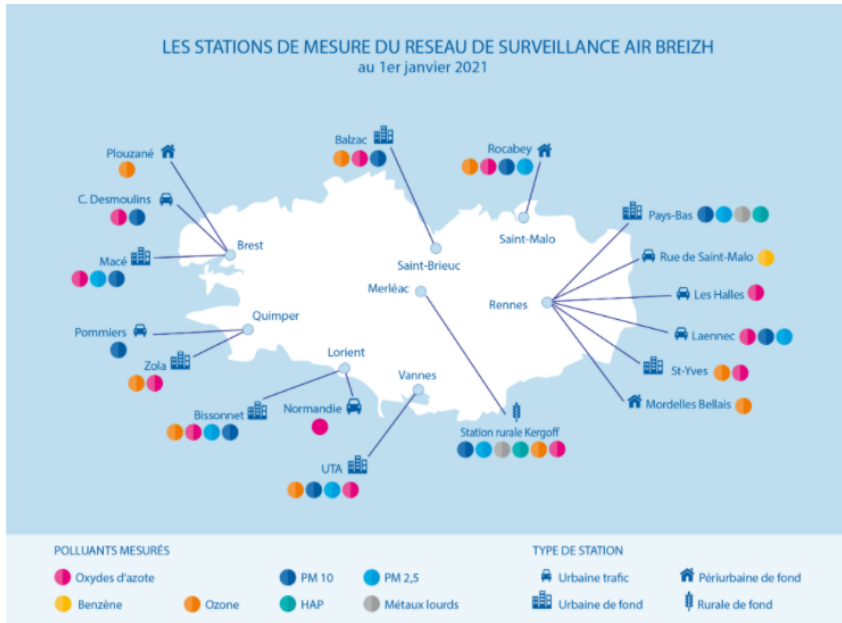 LES STATIONS DE MESURE DU RESEAU DE SURVEILLANCE AIR BREIZH
au 1er janvier 2021
Balzac
Rocabey
Plouzané
C. Desmoulins
Pays-Bas
Macé
Brest
Saint-Malo
Rue de Saint-Malo
Saint-Brieuc
Merléac
Rennes
Les Halles
Quimper
Pommiers
Laennec
Zola
Lorient
Vannes
St-Yves
Mordelles Bellais
Bissonnet
Normandie
Station rurale Kergoff
UTA
POLLUANTS MESURÉS
Oxydes d'azote
PM 10
PM 2,5
Benzène
Ozone
HAP
Métaux lourds
TYPE DE STATION
Urbaine trafic
Périurbaine de fond
Urbaine de fond
Rurale de fond